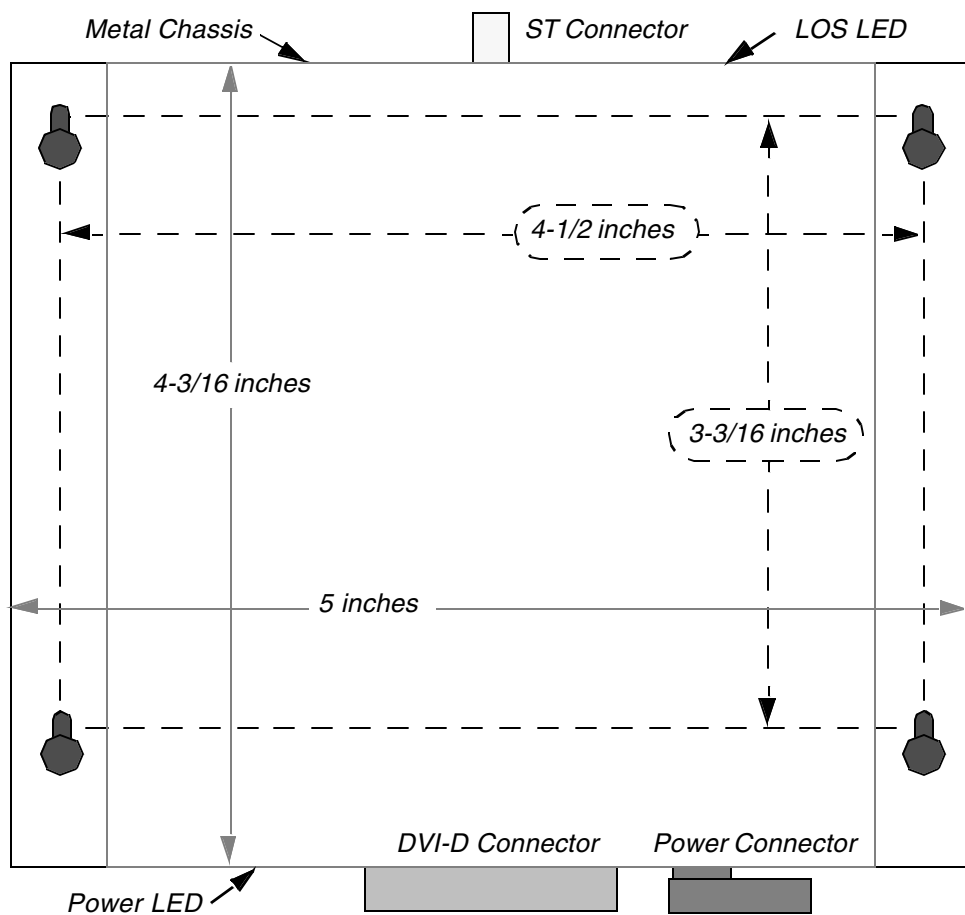 Metal Chassis
ST Connector
LOS LED
4-1/2 inches
4-3/16 inches
3-3/16 inches
5 inches
DVI-D Connector
Power Connector
Power LED